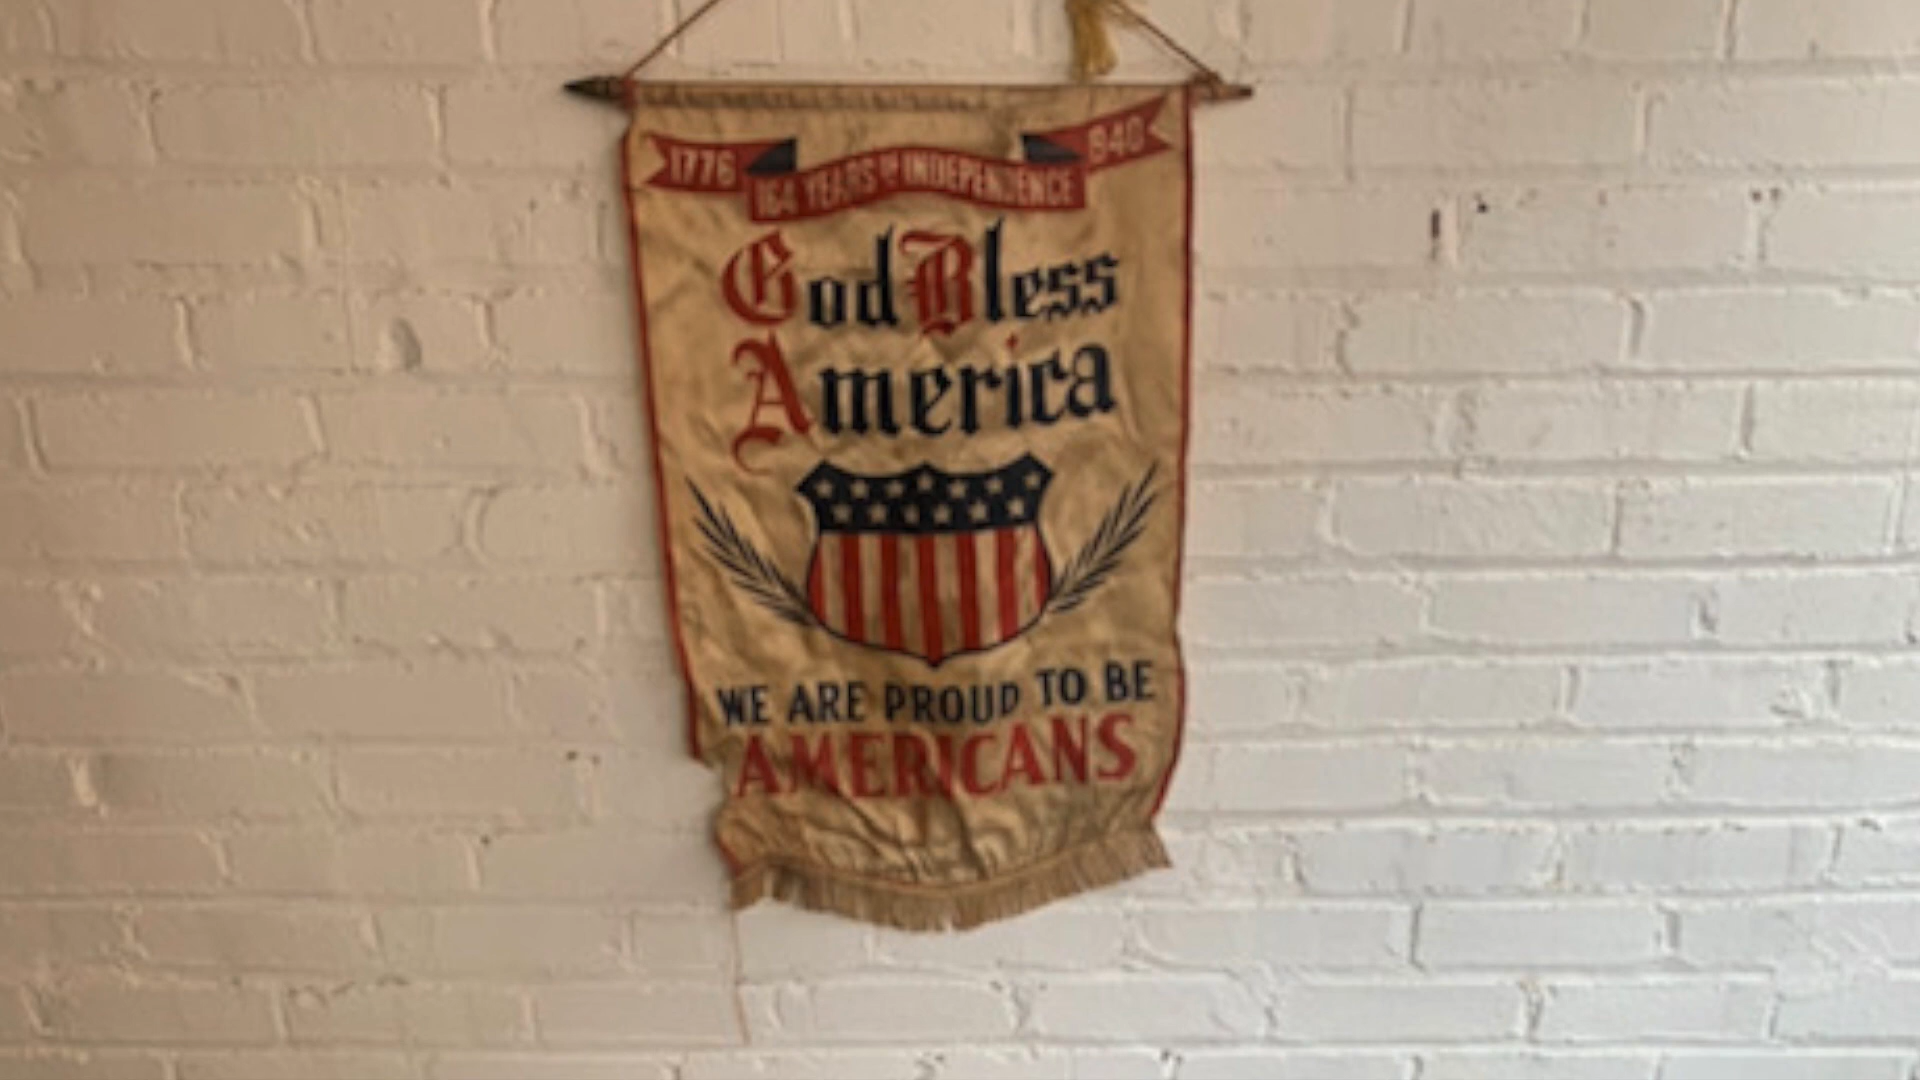 1776 164 YEARS OF INDEPENDENCE 940
God Bless
America
WE ARE PROUD TO BE
AMERICANS